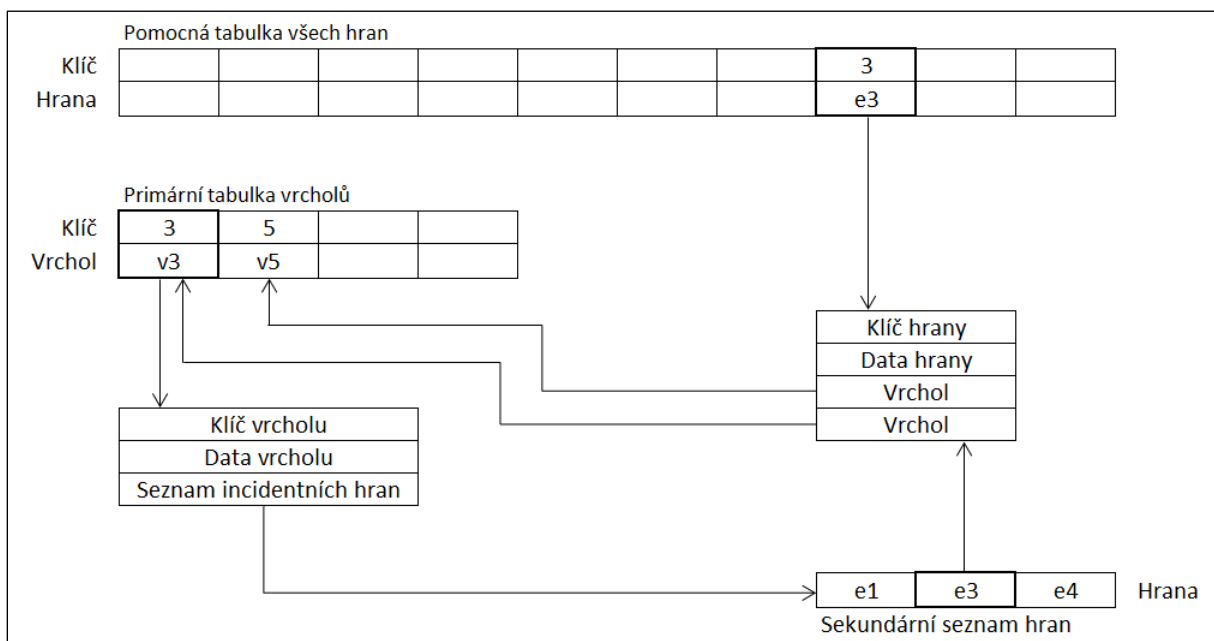 Pomocná tabulka všech hran
Klíč 3
Hrana e3
Primární tabulka vrcholů
Klíč 3 5
Vrchol v3 v5
Klíč hrany
Data hrany
Vrchol
Vrchol
Klíč vrcholu
Data vrcholu
Seznam incidentních hran
e1 e3 e4 Hrana
Sekundární seznam hran